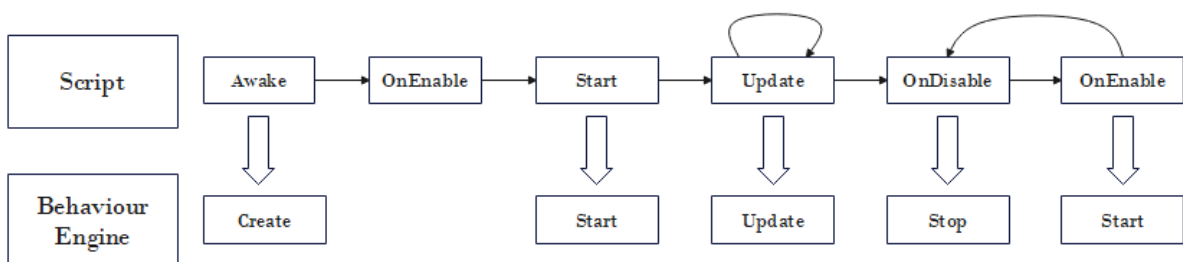 Script
Awake
OnEnable
Start
Update
OnDisable
OnEnable
Behaviour
Engine
Create
Start
Update
Stop
Start